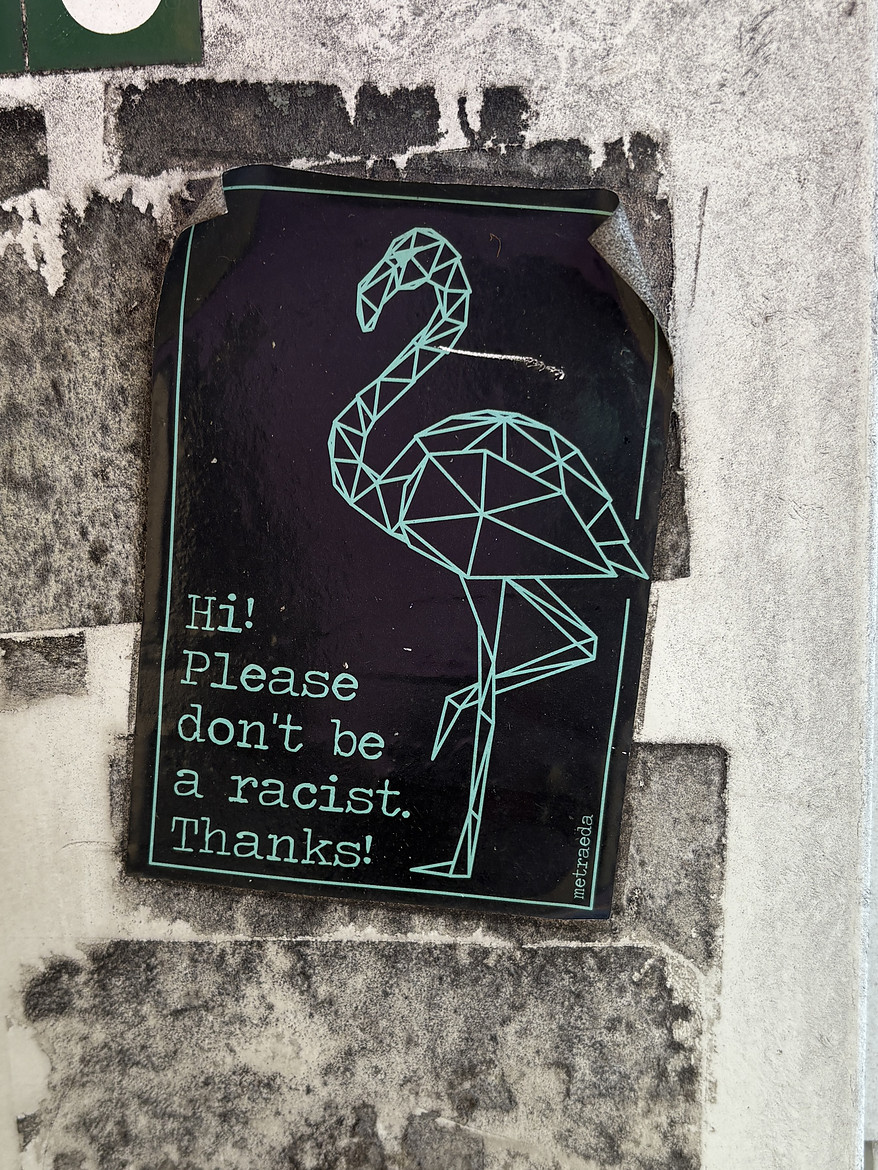 Hi!
Please
don't be
a racist.
Thanks!
metraeda